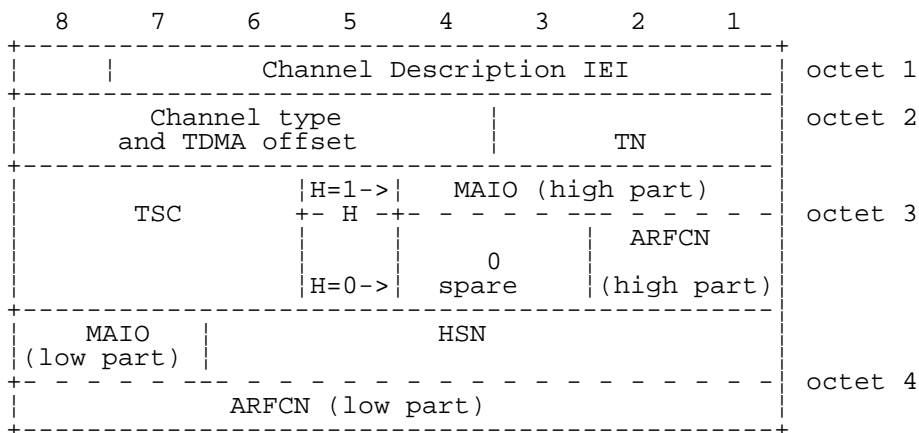 8 7 6 5 4 3 2 1
Channel Description IEI octet 1
Channel type octet 2
and TDMA offset TN
H=1-> MAIO (high part)
TSC H octet 3
ARFCN
0
H=0-> spare (high part)
MAIO HSN
(low part)
octet 4
ARFCN (low part)